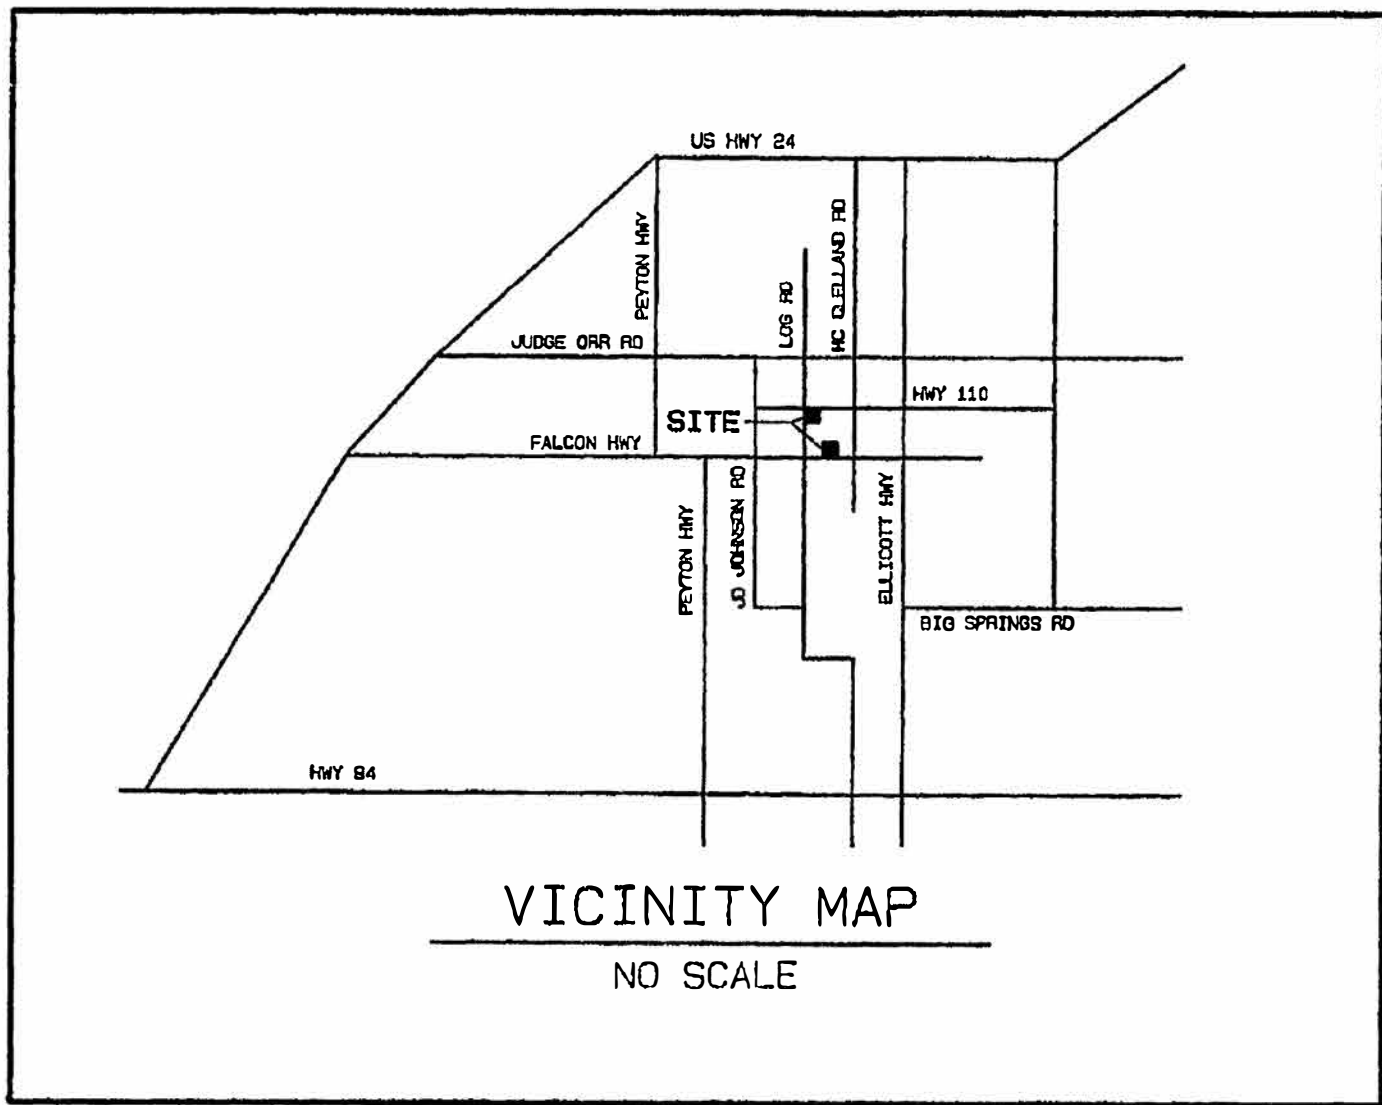 US HWY 24
PEYTON HWY
MC CLELLAND RD
LOG RD
JUDGE ORR RD
HWY 110
SITE
FALCON HWY
JD JOHNSON RD
ELLICOTT HWY
PEYTON HWY
BIG SPRINGS RD
HWY 94
VICINITY MAP
NO SCALE